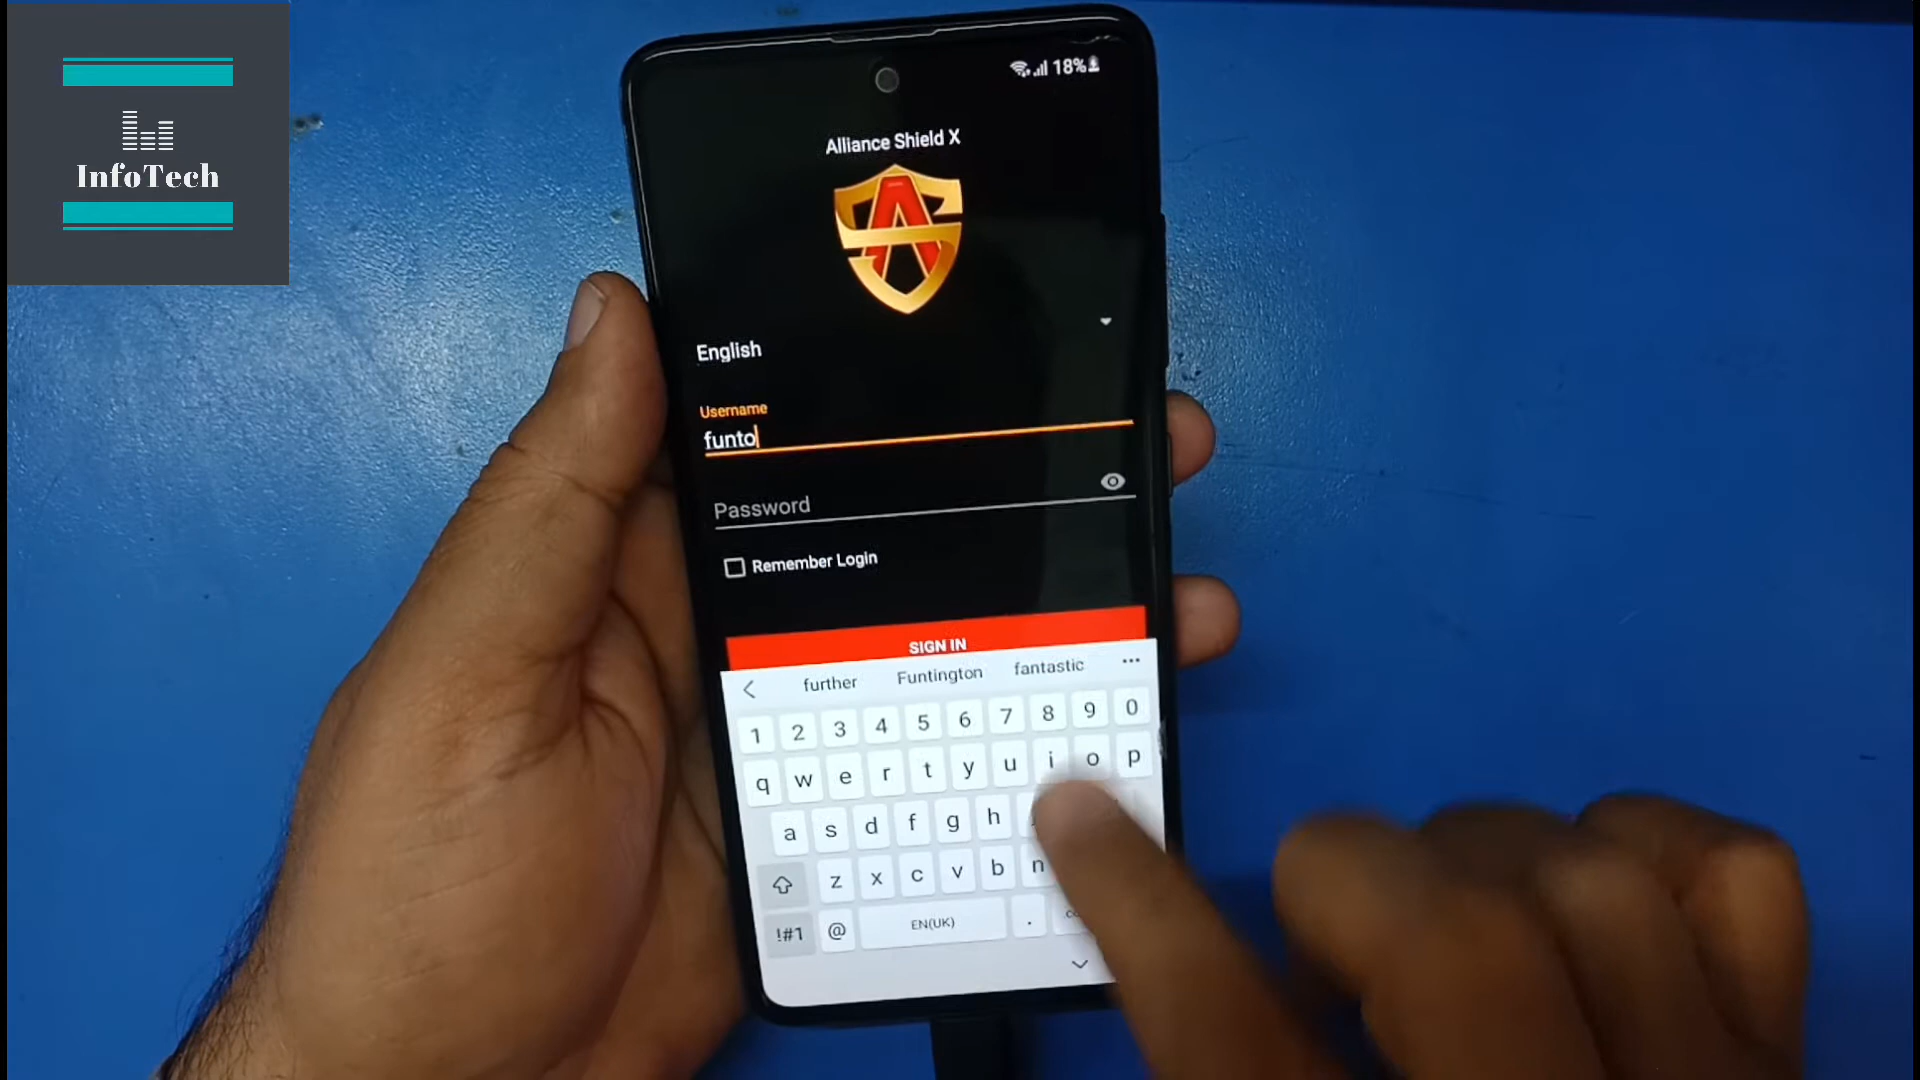 InfoTech
18%
Alliance Shield X
English
Username
funto
Password
Remember Login
SIGN IN
further Funtington fantastic ...
1 2 3 4 5 6 7 8 9 0
q w e r t y u i o p
a s d f g h
z x c v b n
!#1 @ EN(UK) .